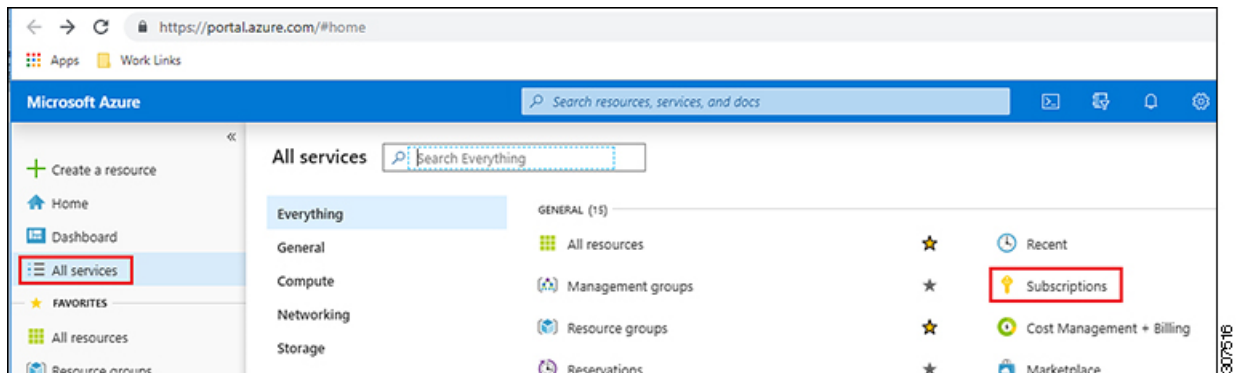 https://portal.azure.com/#home
Apps Work Links
Microsoft Azure
Search resources, services, and docs
«
Create a resource
Home
Dashboard
All services
FAVORITES
All resources
Resource groups
All services
Search Everything
Everything
General
Compute
Networking
Storage
GENERAL (15)
All resources
Recent
Management groups
Subscriptions
Resource groups
Cost Management + Billing
Reservations
Marketplace
307516